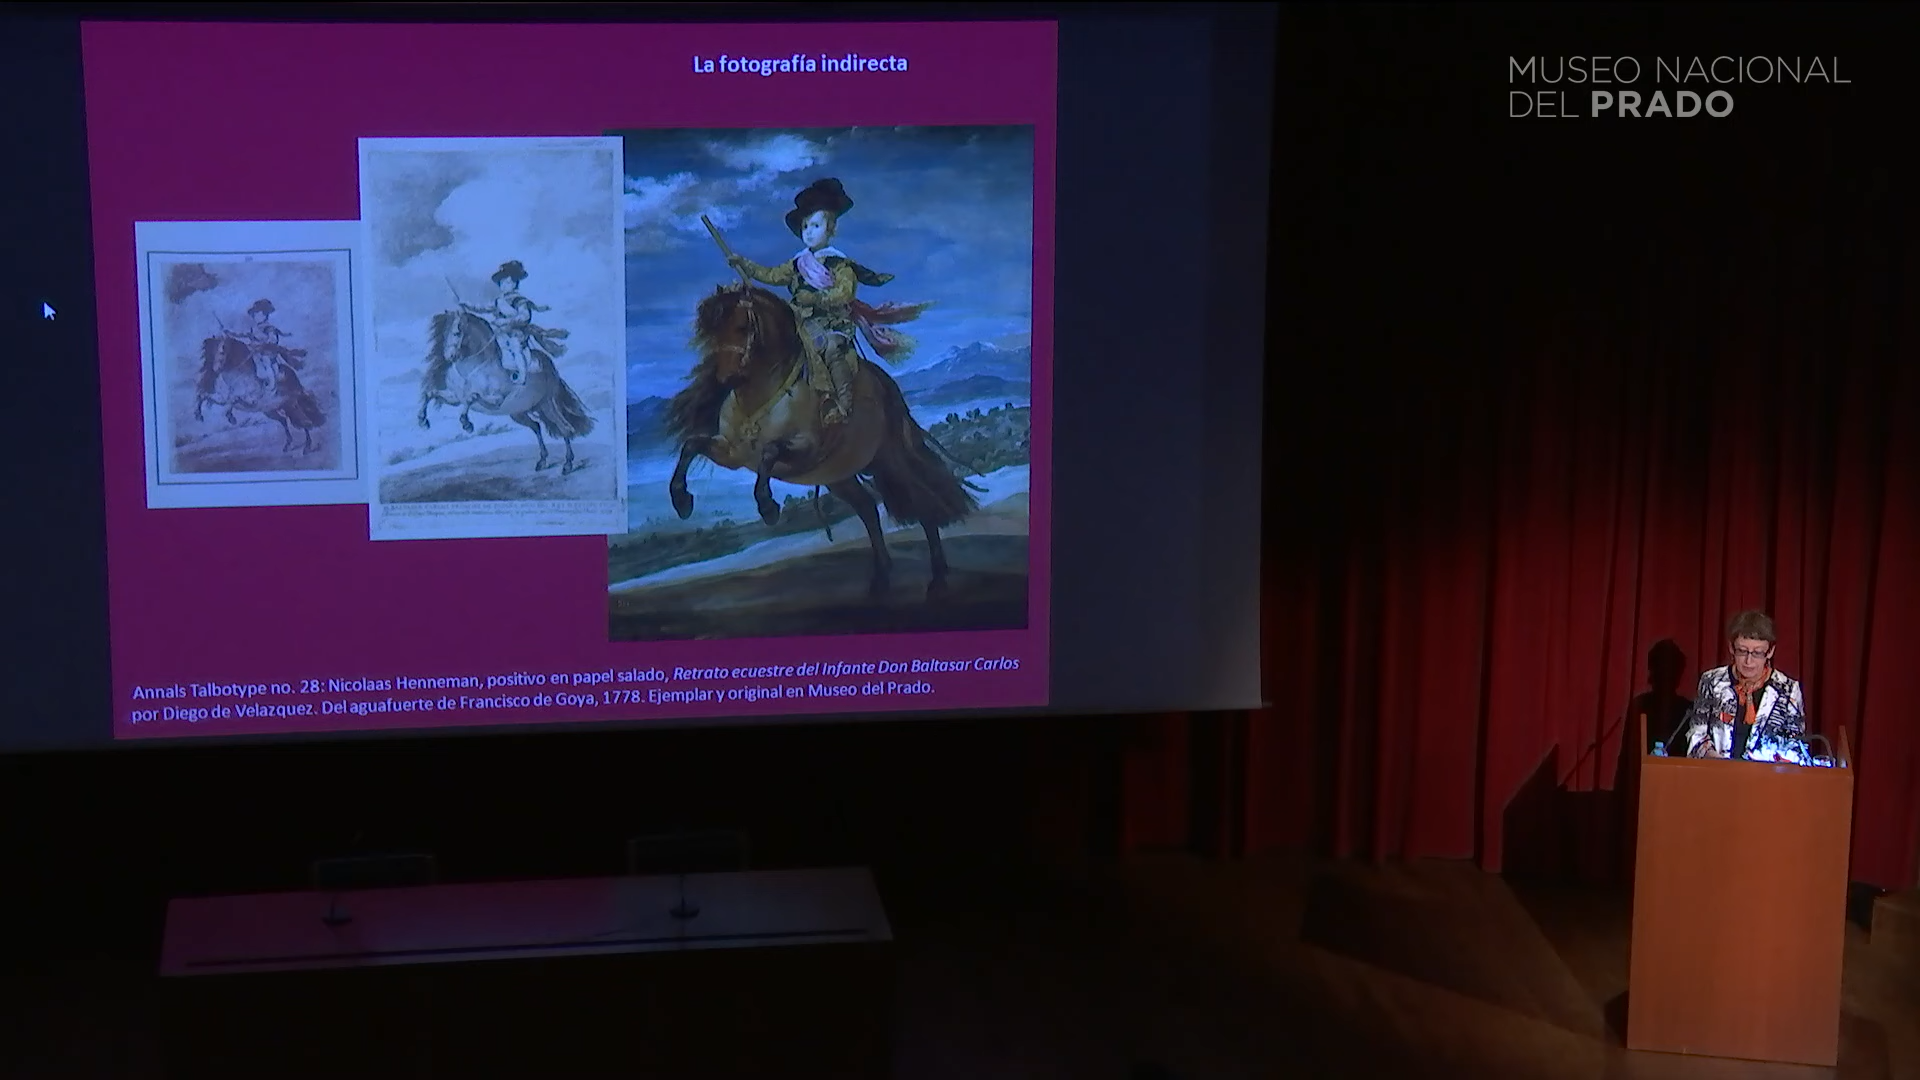 La fotografía indirecta
MUSEO NACIONAL
DEL PRADO
Annals Talbotype no. 28: Nicolaas Henneman, positivo en papel salado, Retrato ecuestre del Infante Don Baltasar Carlos
por Diego de Velazquez. Del aguafuerte de Francisco de Goya, 1778. Ejemplar y original en Museo del Prado.